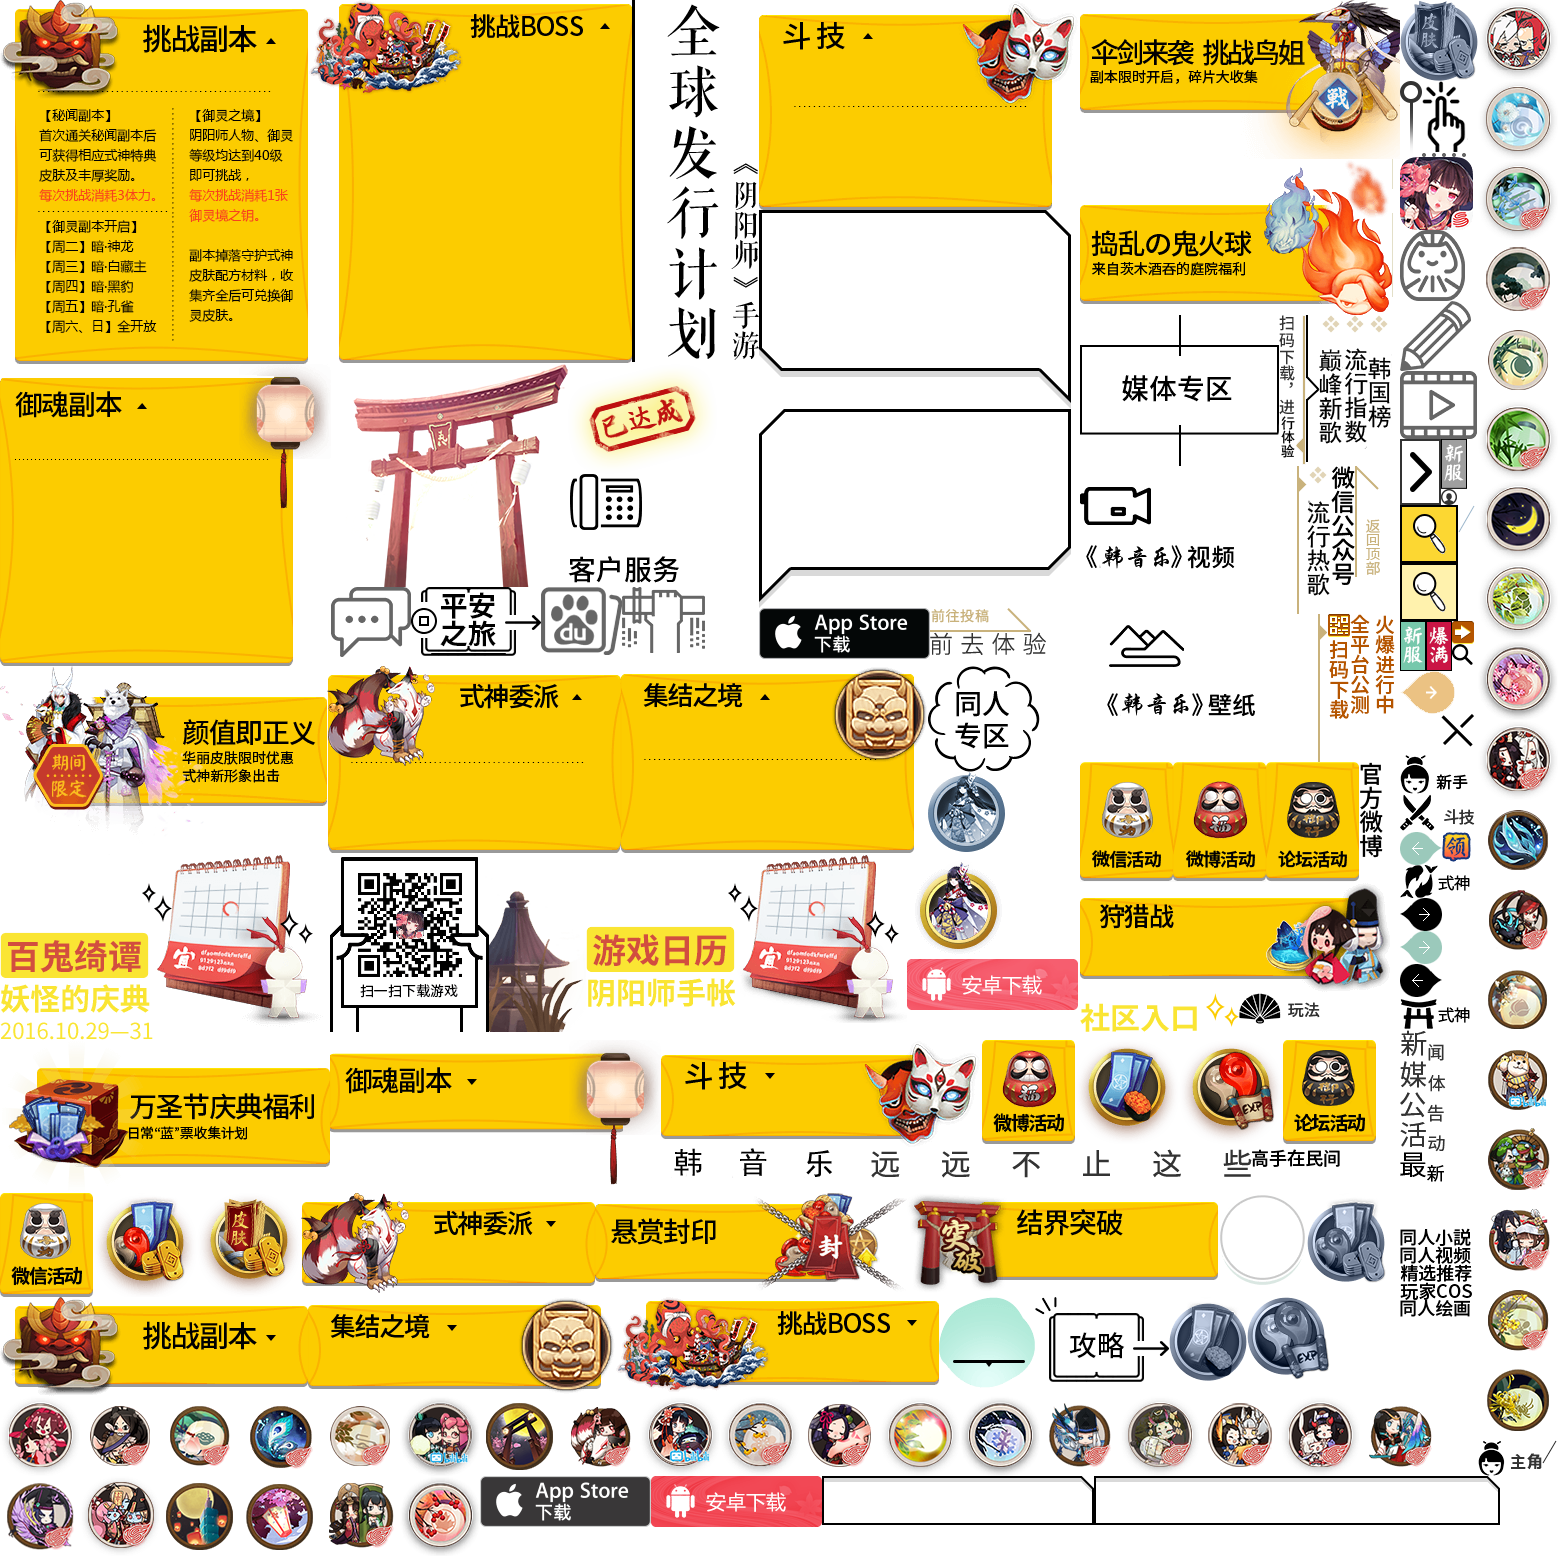 挑战副本
【秘闻副本】
首次通关秘闻副本后
可获得相应式神特典
皮肤及丰厚奖励。
每次挑战消耗3体力。
【御灵副本开启】
【周二】暗·神龙
【周三】暗·白藏主
【周四】暗·黑豹
【周五】暗·孔雀
【周六、日】全开放
【御灵之境】
阴阳师人物、御灵
等级均达到40级
即可挑战，
每次挑战消耗1张
御灵境之钥。
副本掉落守护式神
皮肤配方材料，收
集齐全后可兑换御
灵皮肤。
挑战BOSS
全球发行计划
《阴阳师》手游
斗技
伞剑来袭 挑战鸟姐
副本限时开启，碎片大收集
戦
皮肤
捣乱の鬼火球
来自茨木酒吞的庭院福利
御魂副本
已达成
客户服务
媒体专区
扫码下载，进行体验
韩国榜
流行指数
巅峰新歌
《韩音乐》视频
微信公众号
流行热歌
返回顶部
新服
平安
之旅
du
App Store
下载
前往投稿
前去体验
《韩音乐》壁纸
火爆进行中
全平台公测
扫码下载
新服
爆满
期间
限定
颜值即正义
华丽皮肤限时优惠
式神新形象出击
式神委派
集结之境
同人
专区
微信活动
微博活动
论坛活动
官方微博
新手
斗技
领
式神
式神
百鬼绮谭
妖怪的庆典
2016.10.29—31
宜
扫一扫下载游戏
游戏日历
阴阳师手帐
宜
安卓下载
狩猎战
社区入口
玩法
新闻
媒体
公告
活动
最新
万圣节庆典福利
日常“蓝”票收集计划
御魂副本
斗技
微博活动
EXP
论坛活动
韩音乐远远不止这些
高手在民间
微信活动
皮肤
式神委派
悬赏封印
封
突破
结界突破
同人小説
同人视频
精选推荐
玩家COS
同人绘画
挑战副本
集结之境
挑战BOSS
攻略
EXP
主角
App Store
下载
安卓下载